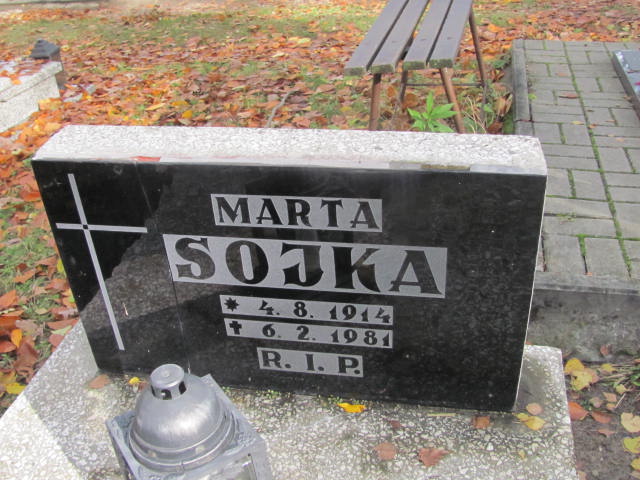 MARTA
SOJKA
* 4. 8. 1914
✝ 6. 2. 1981
R. I. P.